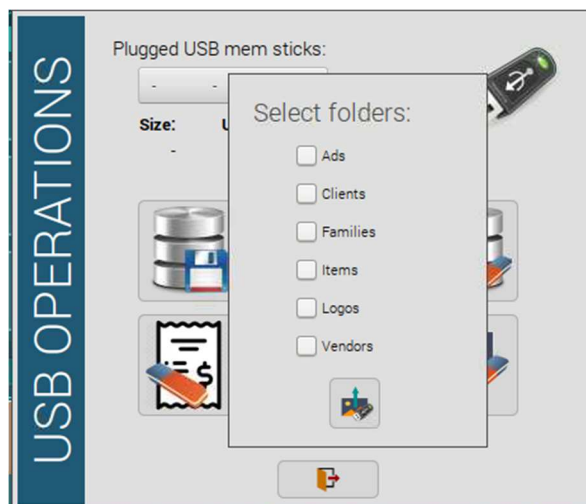 USB OPERATIONS
Plugged USB mem sticks:
- -
Size:
-
Select folders:
Ads
Clients
Families
Items
Logos
Vendors